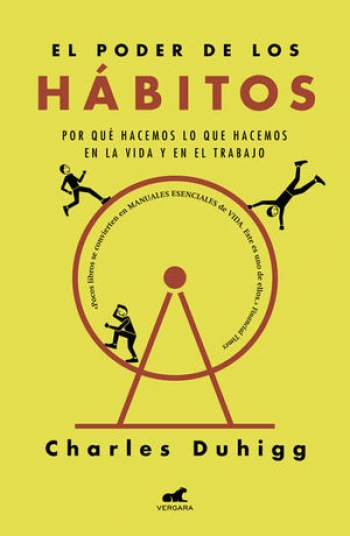 EL PODER DE LOS
HÁBITOS
POR QUÉ HACEMOS LO QUE HACEMOS
EN LA VIDA Y EN EL TRABAJO
«Pocos libros se convierten en MANUALES ESENCIALES de VIDA. Este es uno de ellos.» Financial Times
Charles Duhigg
VERGARA